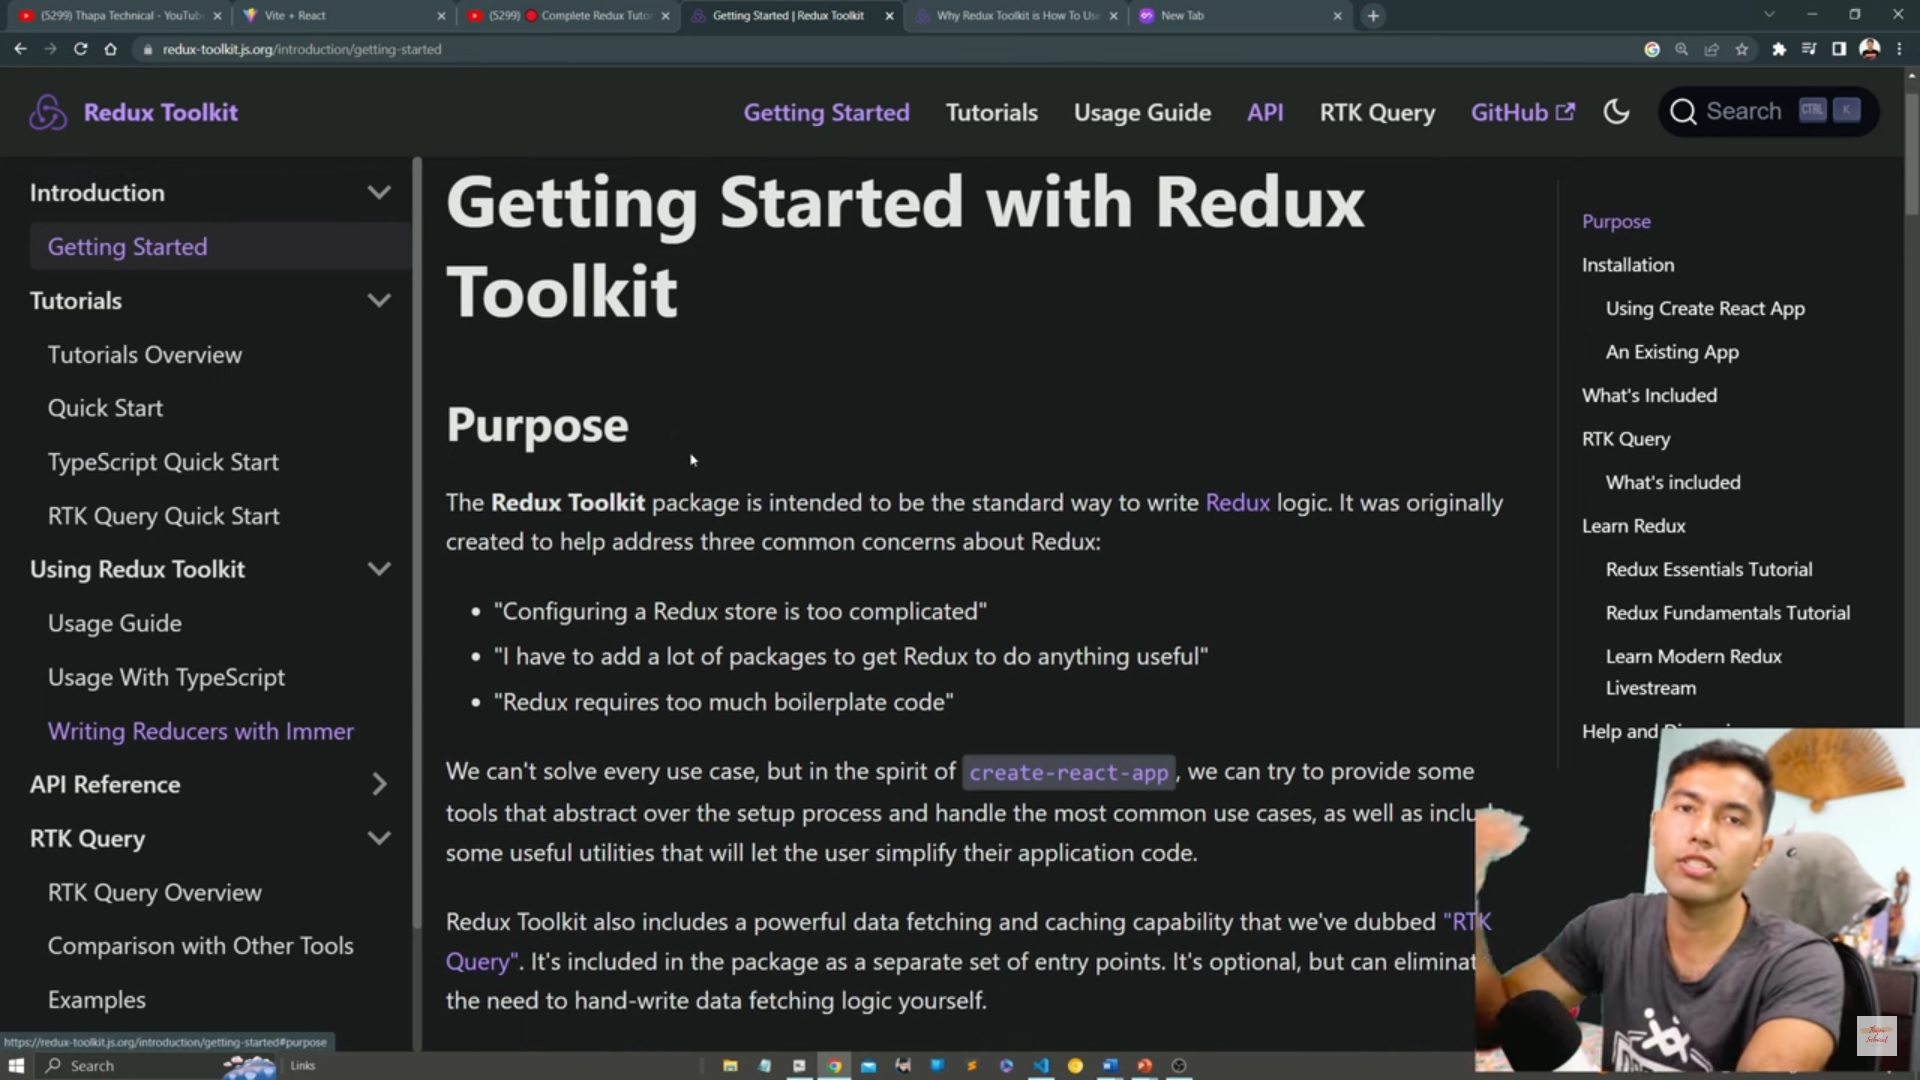 (5299) Thapa Technical - YouTube
Vite + React
(5299) Complete Redux Tuto
Getting Started | Redux Toolkit
Why Redux Toolkit is How To Us
New Tab
redux-toolkit.js.org/introduction/getting-started
Redux Toolkit
Getting Started
Tutorials
Usage Guide
API
RTK Query
GitHub
Search
CTRL
K
Introduction
Getting Started
Tutorials
Tutorials Overview
Quick Start
TypeScript Quick Start
RTK Query Quick Start
Using Redux Toolkit
Usage Guide
Usage With TypeScript
Writing Reducers with Immer
API Reference
RTK Query
RTK Query Overview
Comparison with Other Tools
Examples
Getting Started with Redux
Toolkit
Purpose
The Redux Toolkit package is intended to be the standard way to write Redux logic. It was originally
created to help address three common concerns about Redux:
• "Configuring a Redux store is too complicated"
• "I have to add a lot of packages to get Redux to do anything useful"
• "Redux requires too much boilerplate code"
We can't solve every use case, but in the spirit of create-react-app, we can try to provide some
tools that abstract over the setup process and handle the most common use cases, as well as inclu
some useful utilities that will let the user simplify their application code.
Redux Toolkit also includes a powerful data fetching and caching capability that we've dubbed "RTK
Query". It's included in the package as a separate set of entry points. It's optional, but can eliminat
the need to hand-write data fetching logic yourself.
Purpose
Installation
Using Create React App
An Existing App
What's Included
RTK Query
What's included
Learn Redux
Redux Essentials Tutorial
Redux Fundamentals Tutorial
Learn Modern Redux
Livestream
Help and
https://redux-toolkit.js.org/introduction/getting-started#purpose
Search
Links